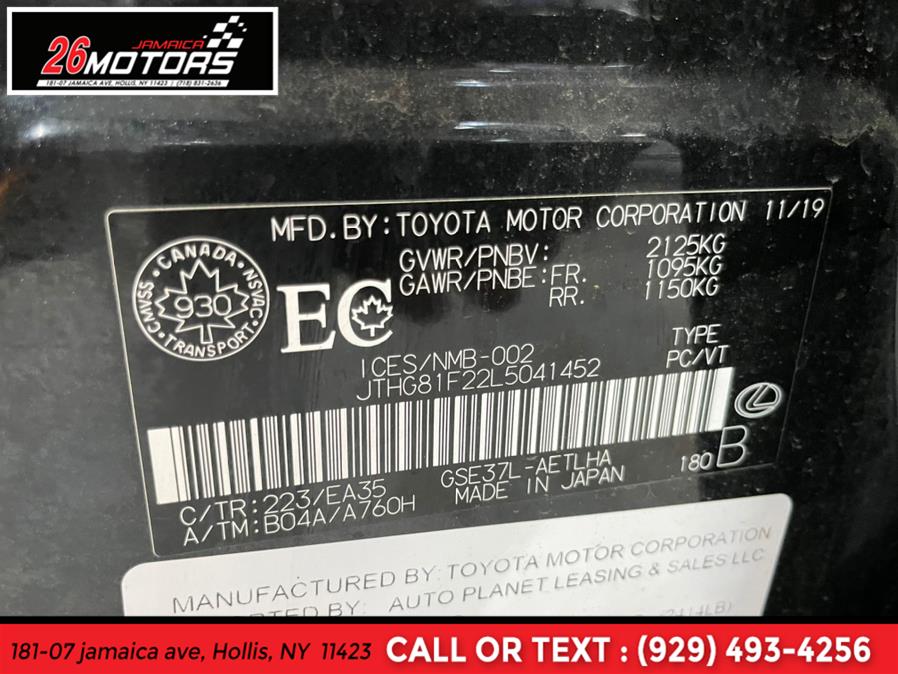 JAMAICA
26MOTORS
181-07 JAMAICA AVE, HOLLIS, NY 11423 | (718) 831-2636
MFD.BY:TOYOTA MOTOR CORPORATION 11/19
GVWR/PNBV: 2125KG
GAWR/PNBE:FR. 1095KG
RR. 1150KG
CANADA
CMVSS NSVAC
930
TRANSPORT
EC
ICES/NMB-002
TYPE
JTHG81F22L5041452
PC/VT
C/TR:223/EA35
GSE37L-AETLHA
180 B
A/TM:B04A/A760H
MADE IN JAPAN
MANUFACTURED BY: TOYOTA MOTOR CORPORATION
BY: AUTO PLANET LEASING & SALES LLC
181-07 jamaica ave, Hollis, NY 11423
CALL OR TEXT : (929) 493-4256